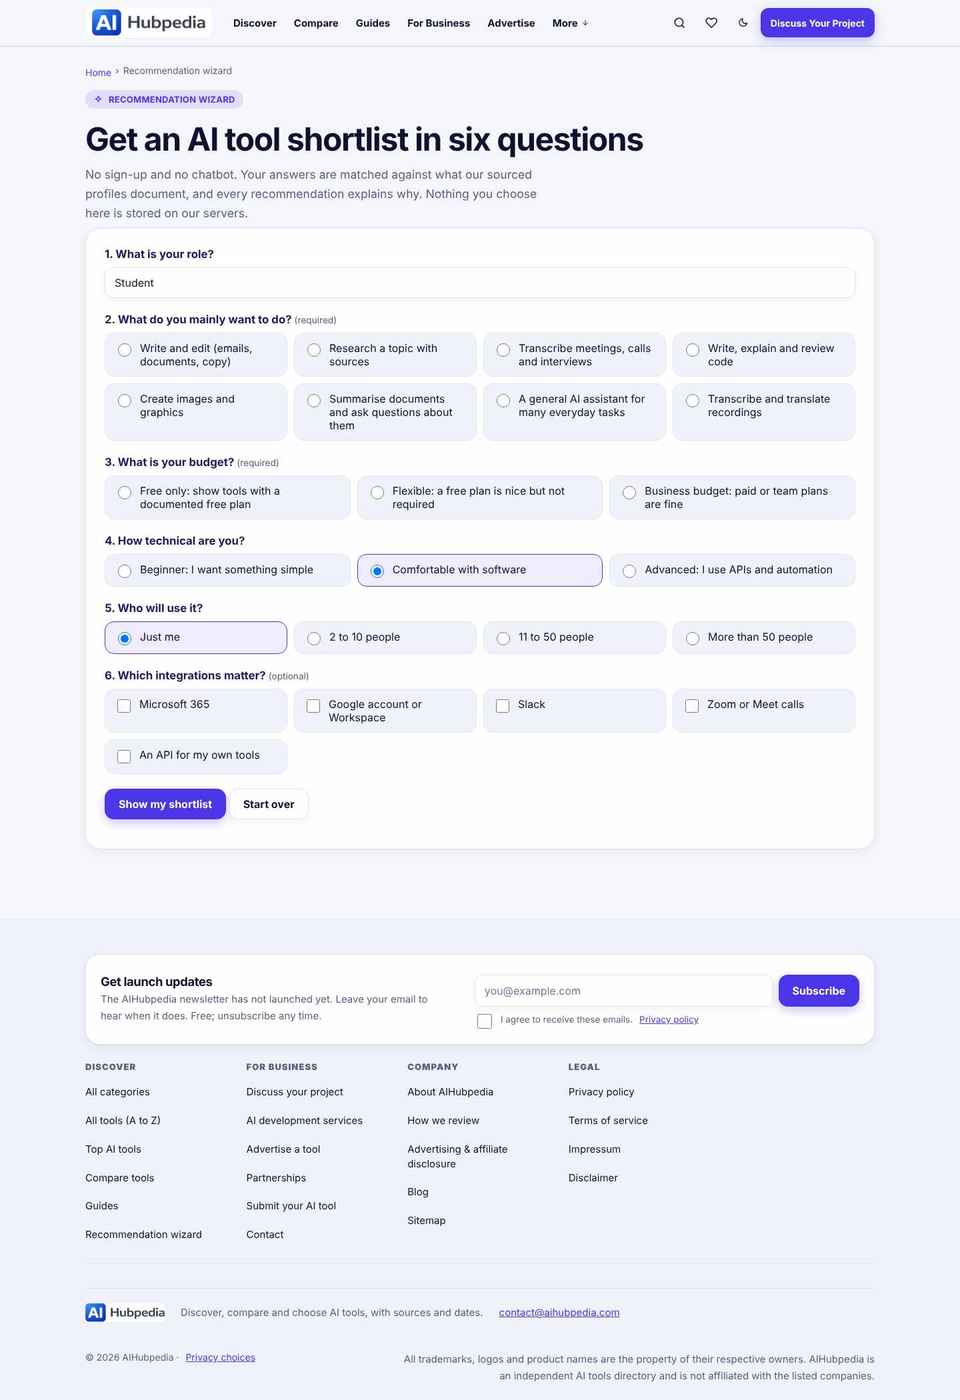 AI Hubpedia
Discover Compare Guides For Business Advertise More Discuss Your Project
Home › Recommendation wizard
RECOMMENDATION WIZARD
Get an AI tool shortlist in six questions
No sign-up and no chatbot. Your answers are matched against what our sourced
profiles document, and every recommendation explains why. Nothing you choose
here is stored on our servers.
1. What is your role?
Student
2. What do you mainly want to do? (required)
Write and edit (emails,
documents, copy)
Research a topic with
sources
Transcribe meetings, calls
and interviews
Write, explain and review
code
Create images and
graphics
Summarise documents
and ask questions about
them
A general AI assistant for
many everyday tasks
Transcribe and translate
recordings
3. What is your budget? (required)
Free only: show tools with a
documented free plan
Flexible: a free plan is nice but not
required
Business budget: paid or team plans
are fine
4. How technical are you?
Beginner: I want something simple
Comfortable with software
Advanced: I use APIs and automation
5. Who will use it?
Just me
2 to 10 people
11 to 50 people
More than 50 people
6. Which integrations matter? (optional)
Microsoft 365
Google account or
Workspace
Slack
Zoom or Meet calls
An API for my own tools
Show my shortlist
Start over
Get launch updates
The AIHubpedia newsletter has not launched yet. Leave your email to
hear when it does. Free; unsubscribe any time.
you@example.com
Subscribe
I agree to receive these emails. Privacy policy
DISCOVER
All categories
All tools (A to Z)
Top AI tools
Compare tools
Guides
Recommendation wizard
FOR BUSINESS
Discuss your project
AI development services
Advertise a tool
Partnerships
Submit your AI tool
Contact
COMPANY
About AIHubpedia
How we review
Advertising & affiliate
disclosure
Blog
Sitemap
LEGAL
Privacy policy
Terms of service
Impressum
Disclaimer
AI Hubpedia
Discover, compare and choose AI tools, with sources and dates.
contact@aihubpedia.com
© 2026 AIHubpedia · Privacy choices
All trademarks, logos and product names are the property of their respective owners. AIHubpedia is
an independent AI tools directory and is not affiliated with the listed companies.